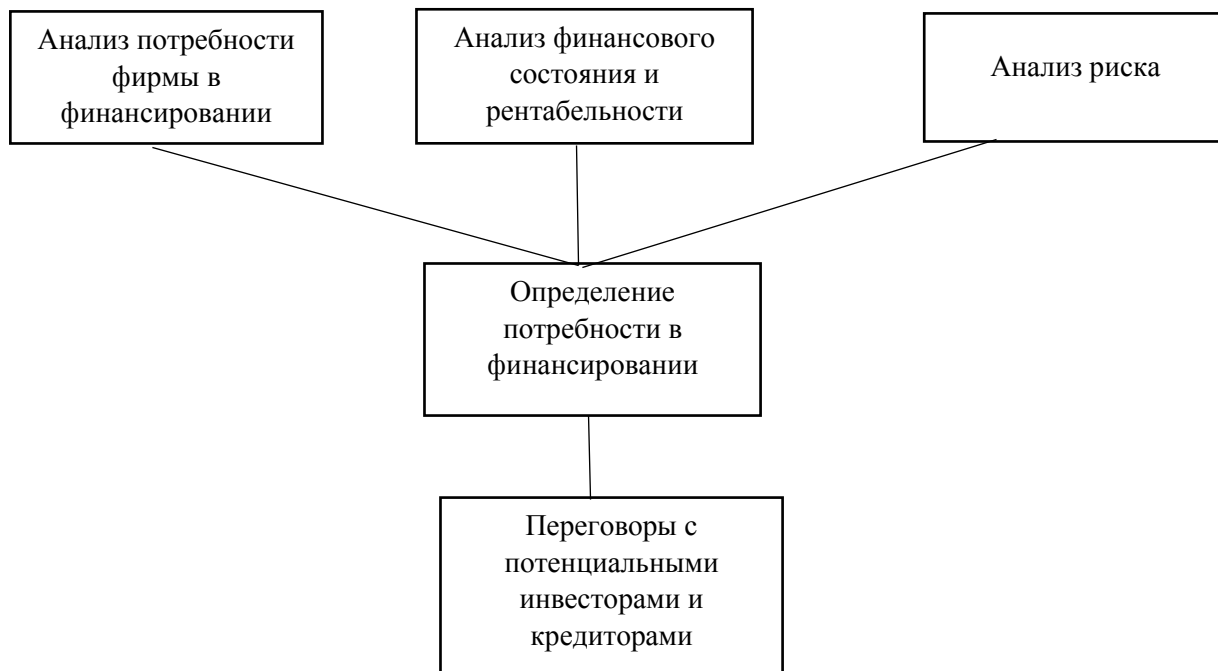 Анализ потребности
фирмы в
финансировании
Анализ финансового
состояния и
рентабельности
Анализ риска
Определение
потребности в
финансировании
Переговоры с
потенциальными
инвесторами и
кредиторами